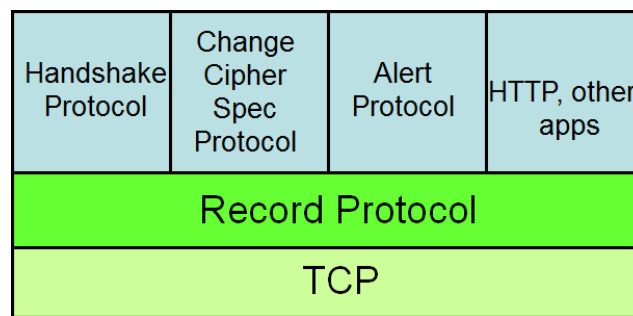 Handshake
Protocol
Change
Cipher
Spec
Protocol
Alert
Protocol
HTTP, other
apps
Record Protocol
TCP